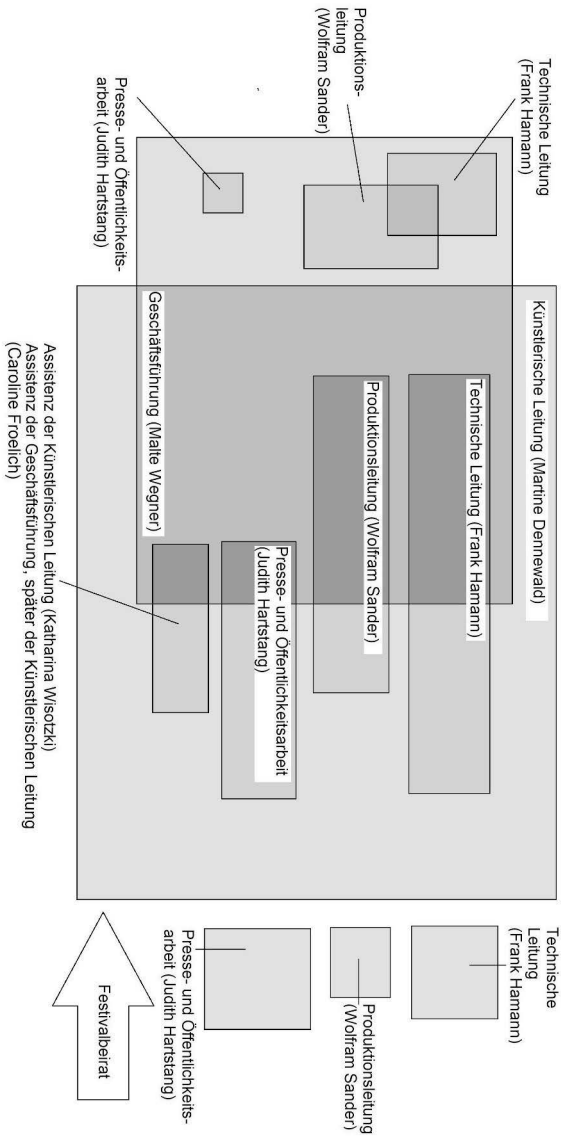 Technische Leitung
(Frank Hamann)
Künstlerische Leitung (Martine Dennewald)
Technische
Leitung
(Frank Hamann)
Technische Leitung (Frank Hamann)
Produktions-
leitung
(Wolfram Sander)
Produktionsleitung (Wolfram Sander)
Produktionsleitung
(Wolfram Sander)
Presse- und Öffentlichkeitsarbeit
(Judith Hartstang)
Presse- und Öffentlichkeits-
arbeit (Judith Hartstang)
Geschäftsführung (Malte Wegner)
Presse- und Öffentlichkeits-
arbeit (Judith Hartstang)
Assistenz der Künstlerischen Leitung (Katharina Wisotzki)
Assistenz der Geschäftsführung, später der Künstlerischen Leitung
(Caroline Froelich)
Festivalbeirat